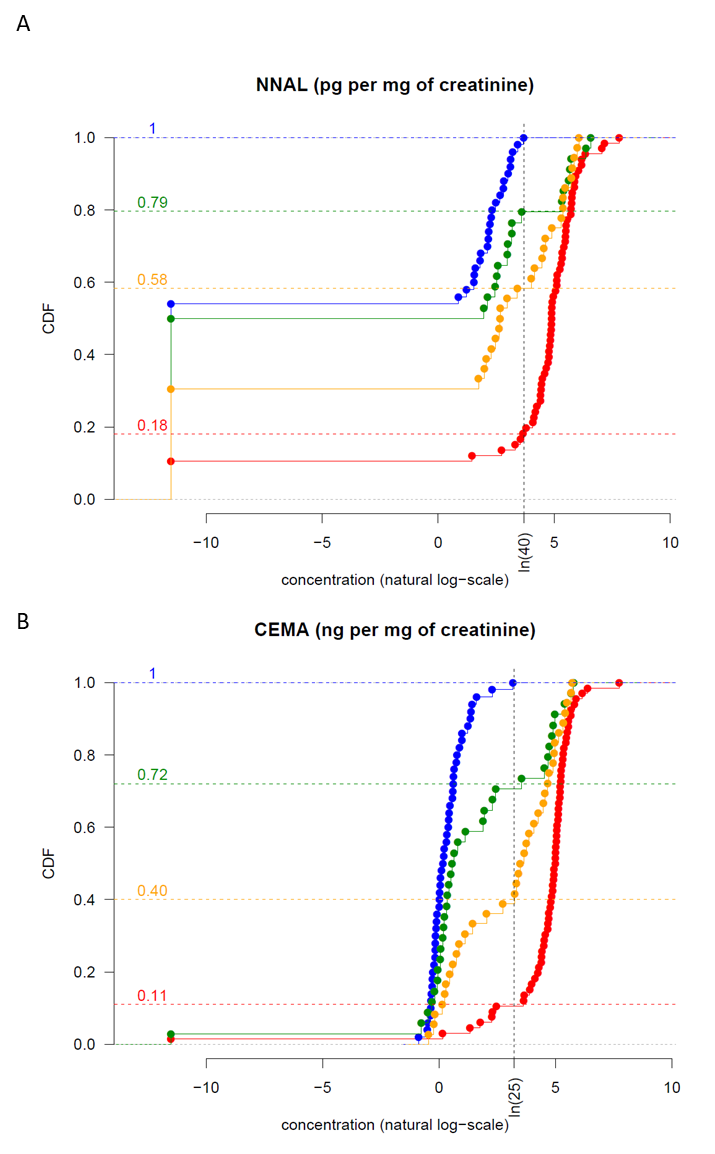 A
NNAL (pg per mg of creatinine)
1
1.0
0.79
0.8
0.58
0.6
CDF
0.4
0.18
0.2
0.0
−10 −5 0 ln(40) 5 10
concentration (natural log−scale)
B
CEMA (ng per mg of creatinine)
1
1.0
0.72
0.8
0.6
CDF
0.40
0.4
0.2
0.11
0.0
−10 −5 0 ln(25) 5 10
concentration (natural log−scale)